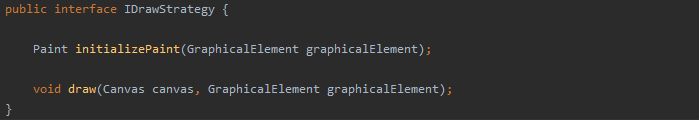 public interface IDrawStrategy {
Paint initializePaint(GraphicalElement graphicalElement);
void draw(Canvas canvas, GraphicalElement graphicalElement);
}